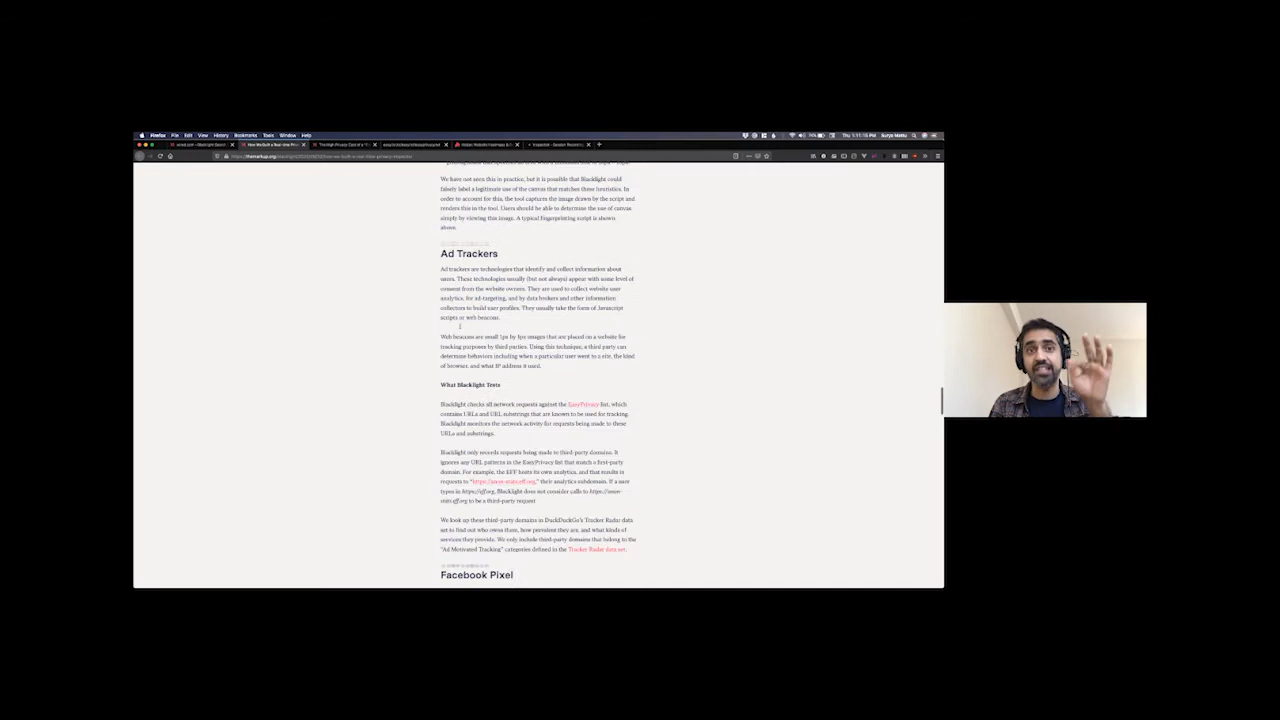 Firefox File Edit View History Bookmarks Tools Window Help
Thu 1:11:15 PM Surya Mattu
We have not seen this in practice, but it is possible that Blacklight could
falsely label a legitimate use of the canvas that matches these heuristics. In
order to account for this, the tool captures the image drawn by the script and
renders this in the tool. Users should be able to determine the use of canvas
simply by viewing this image. A typical fingerprinting script is shown
above.
Ad Trackers
Ad trackers are technologies that identify and collect information about
users. These technologies usually (but not always) appear with some level of
consent from the website owners. They are used to collect website user
analytics, for ad-targeting, and by data brokers and other information
collectors to build user profiles. They usually take the form of Javascript
scripts or web beacons.
Web beacons are small 1px by 1px images that are placed on a website for
tracking purposes by third parties. Using this technique, a third party can
determine behaviors including when a particular user went to a site, the kind
of browser, and what IP address it used.
What Blacklight Tests
Blacklight checks all network requests against the EasyPrivacy list, which
contains URLs and URL substrings that are known to be used for tracking.
Blacklight monitors the network activity for requests being made to these
URLs and substrings.
Blacklight only records requests being made to third-party domains. It
ignores any URL patterns in the EasyPrivacy list that match a first-party
domain. For example, the EFF hosts its own analytics, and that results in
requests to "https://anon-stats.eff.org," their analytics subdomain. If a user
types in https://eff.org, Blacklight does not consider calls to https://anon-
stats.eff.org to be a third-party request
We look up these third-party domains in DuckDuckGo's Tracker Radar data
set to find out who owns them, how prevalent they are, and what kinds of
services they provide. We only include third-party domains that belong to the
"Ad Motivated Tracking" categories defined in the Tracker Radar data set.
Facebook Pixel